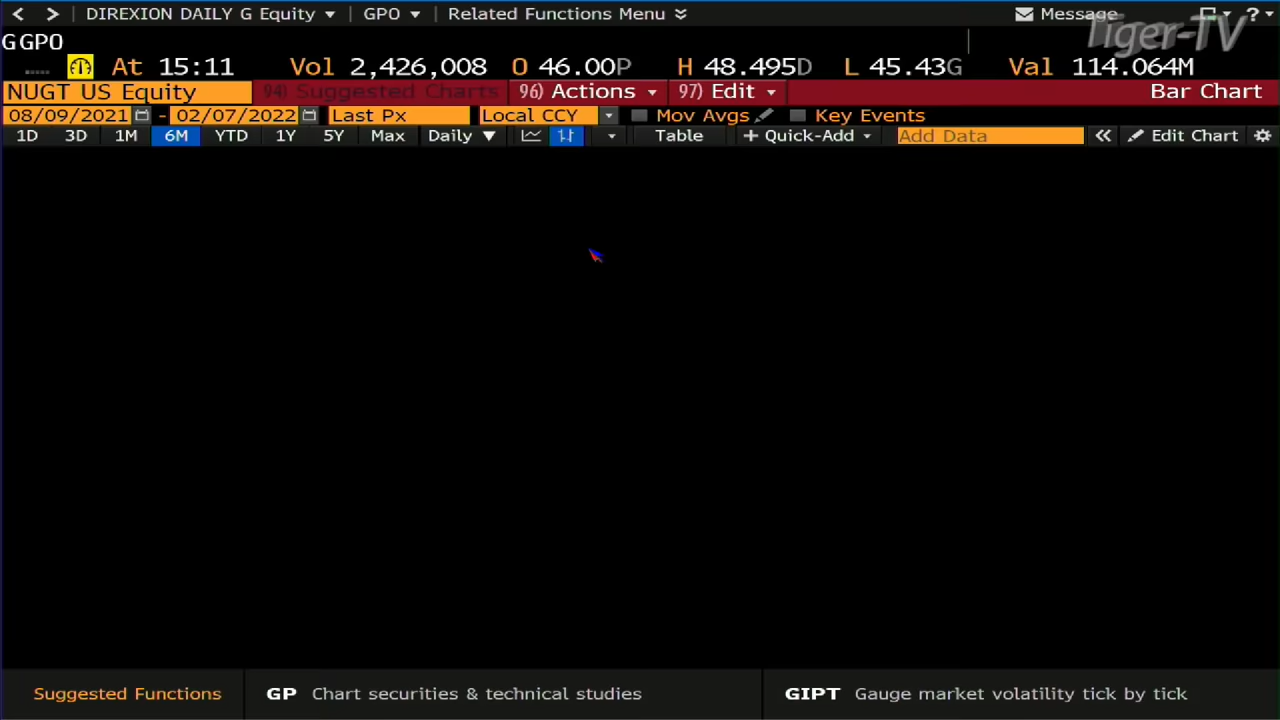 DIREXION DAILY G Equity GPO Related Functions Menu Message ?
Tiger-TV
GGPO
At 15:11 Vol 2,426,008 O 46.00P H 48.495D L 45.43G Val 114.064M
NUGT US Equity 94) Suggested Charts 96) Actions 97) Edit Bar Chart
08/09/2021 - 02/07/2022 Last Px Local CCY Mov Avgs Key Events
1D 3D 1M 6M YTD 1Y 5Y Max Daily ▼ Table + Quick-Add Add Data « Edit Chart
Suggested Functions GP Chart securities & technical studies GIPT Gauge market volatility tick by tick